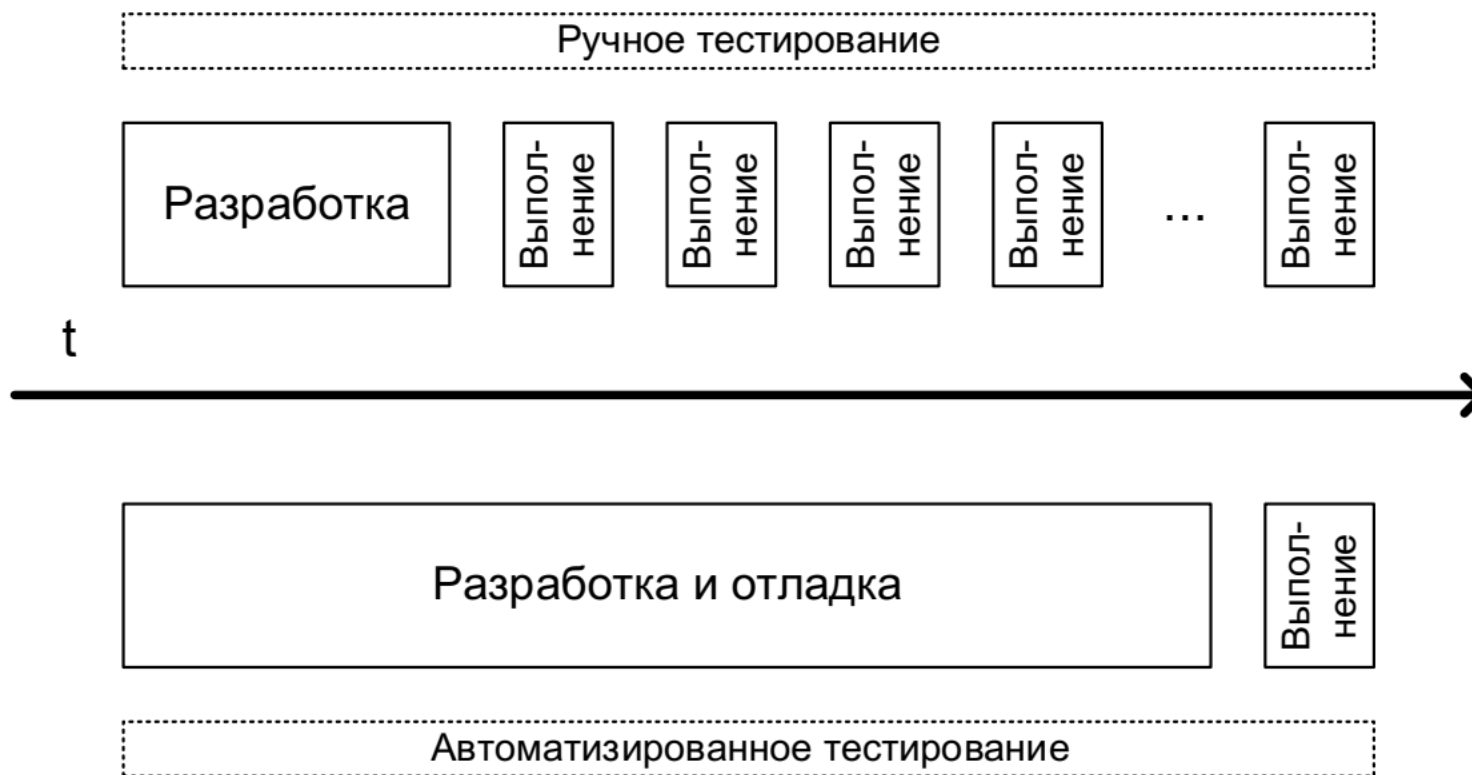 Ручное тестирование
Разработка
Выпол-
нение
Выпол-
нение
Выпол-
нение
Выпол-
нение
...
Выпол-
нение
t
Разработка и отладка
Выпол-
нение
Автоматизированное тестирование